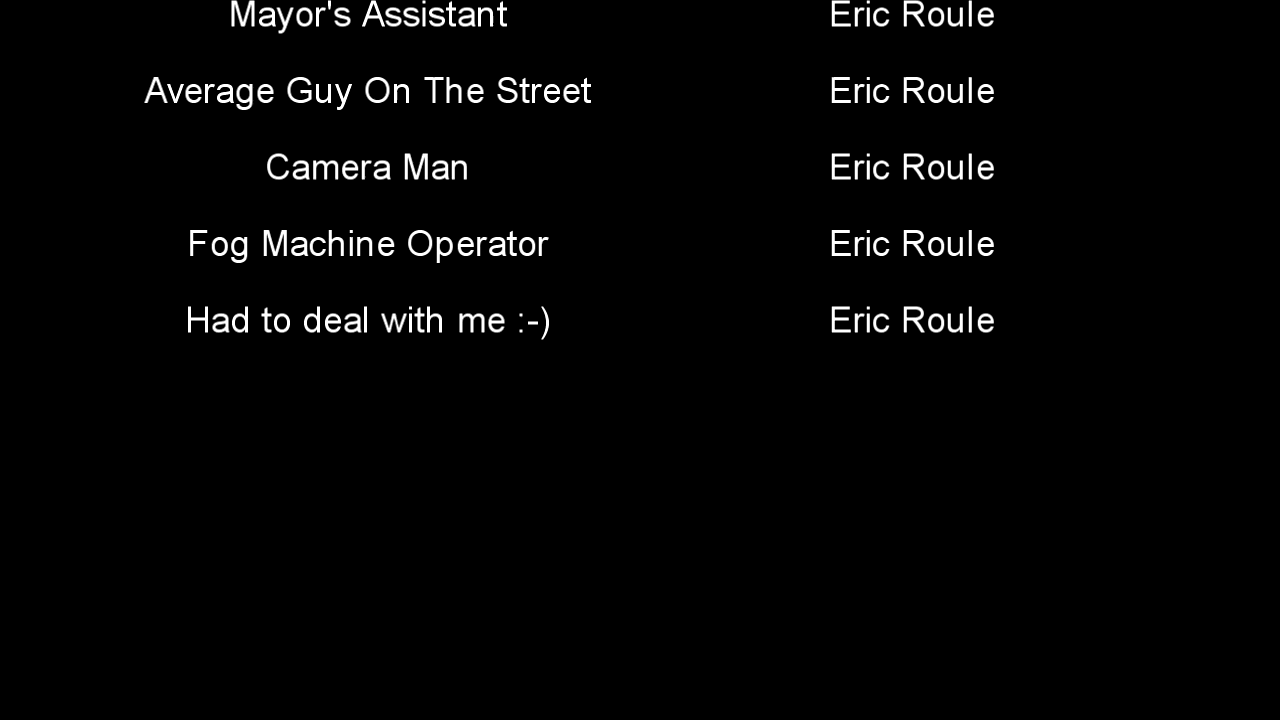 Mayor's Assistant Eric Roule
Average Guy On The Street Eric Roule
Camera Man Eric Roule
Fog Machine Operator Eric Roule
Had to deal with me :-) Eric Roule